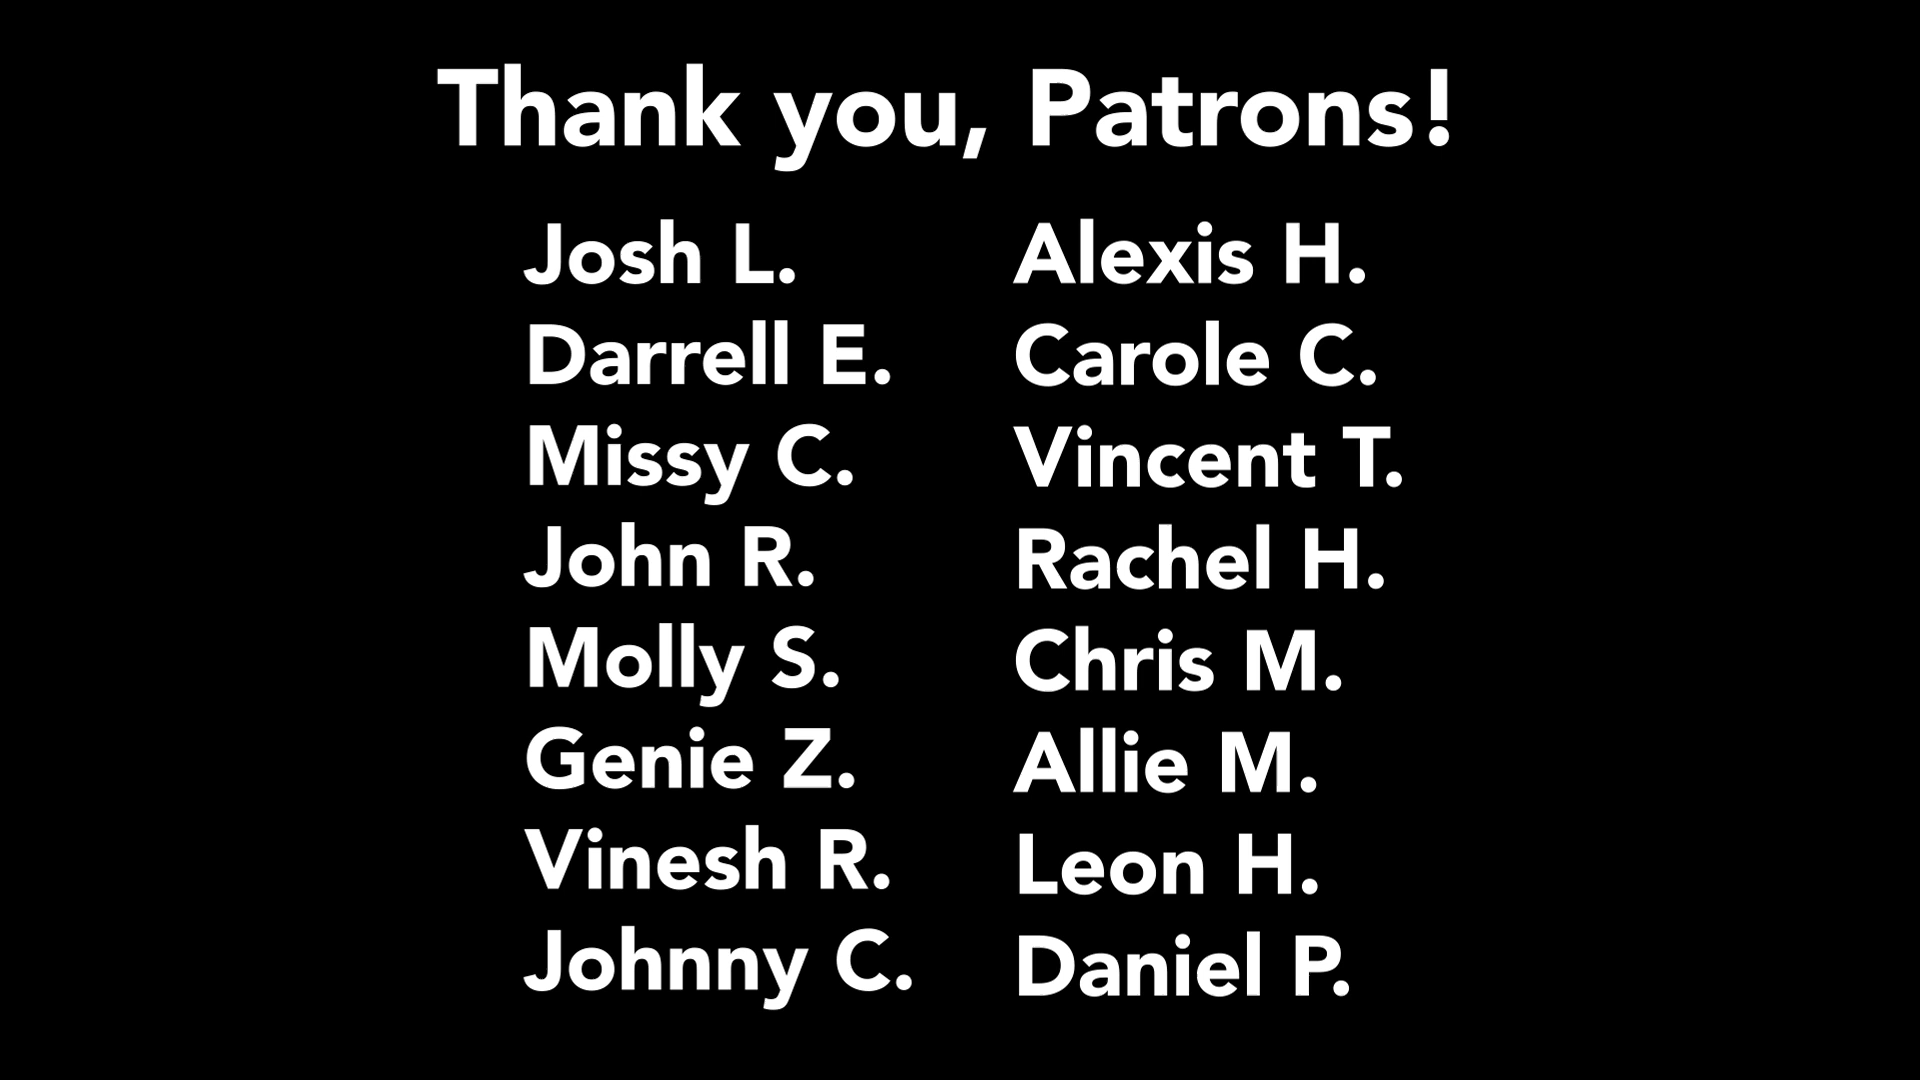 Thank you, Patrons!
Josh L.
Darrell E.
Missy C.
John R.
Molly S.
Genie Z.
Vinesh R.
Johnny C.
Alexis H.
Carole C.
Vincent T.
Rachel H.
Chris M.
Allie M.
Leon H.
Daniel P.